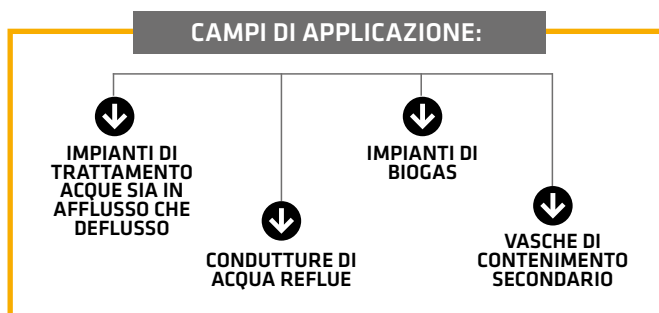 CAMPI DI APPLICAZIONE:
IMPIANTI DI
TRATTAMENTO
ACQUE SIA IN
AFFLUSSO CHE
DEFLUSSO
CONDUTTURE DI
ACQUA REFLUE
IMPIANTI DI
BIOGAS
VASCHE DI
CONTENIMENTO
SECONDARIO